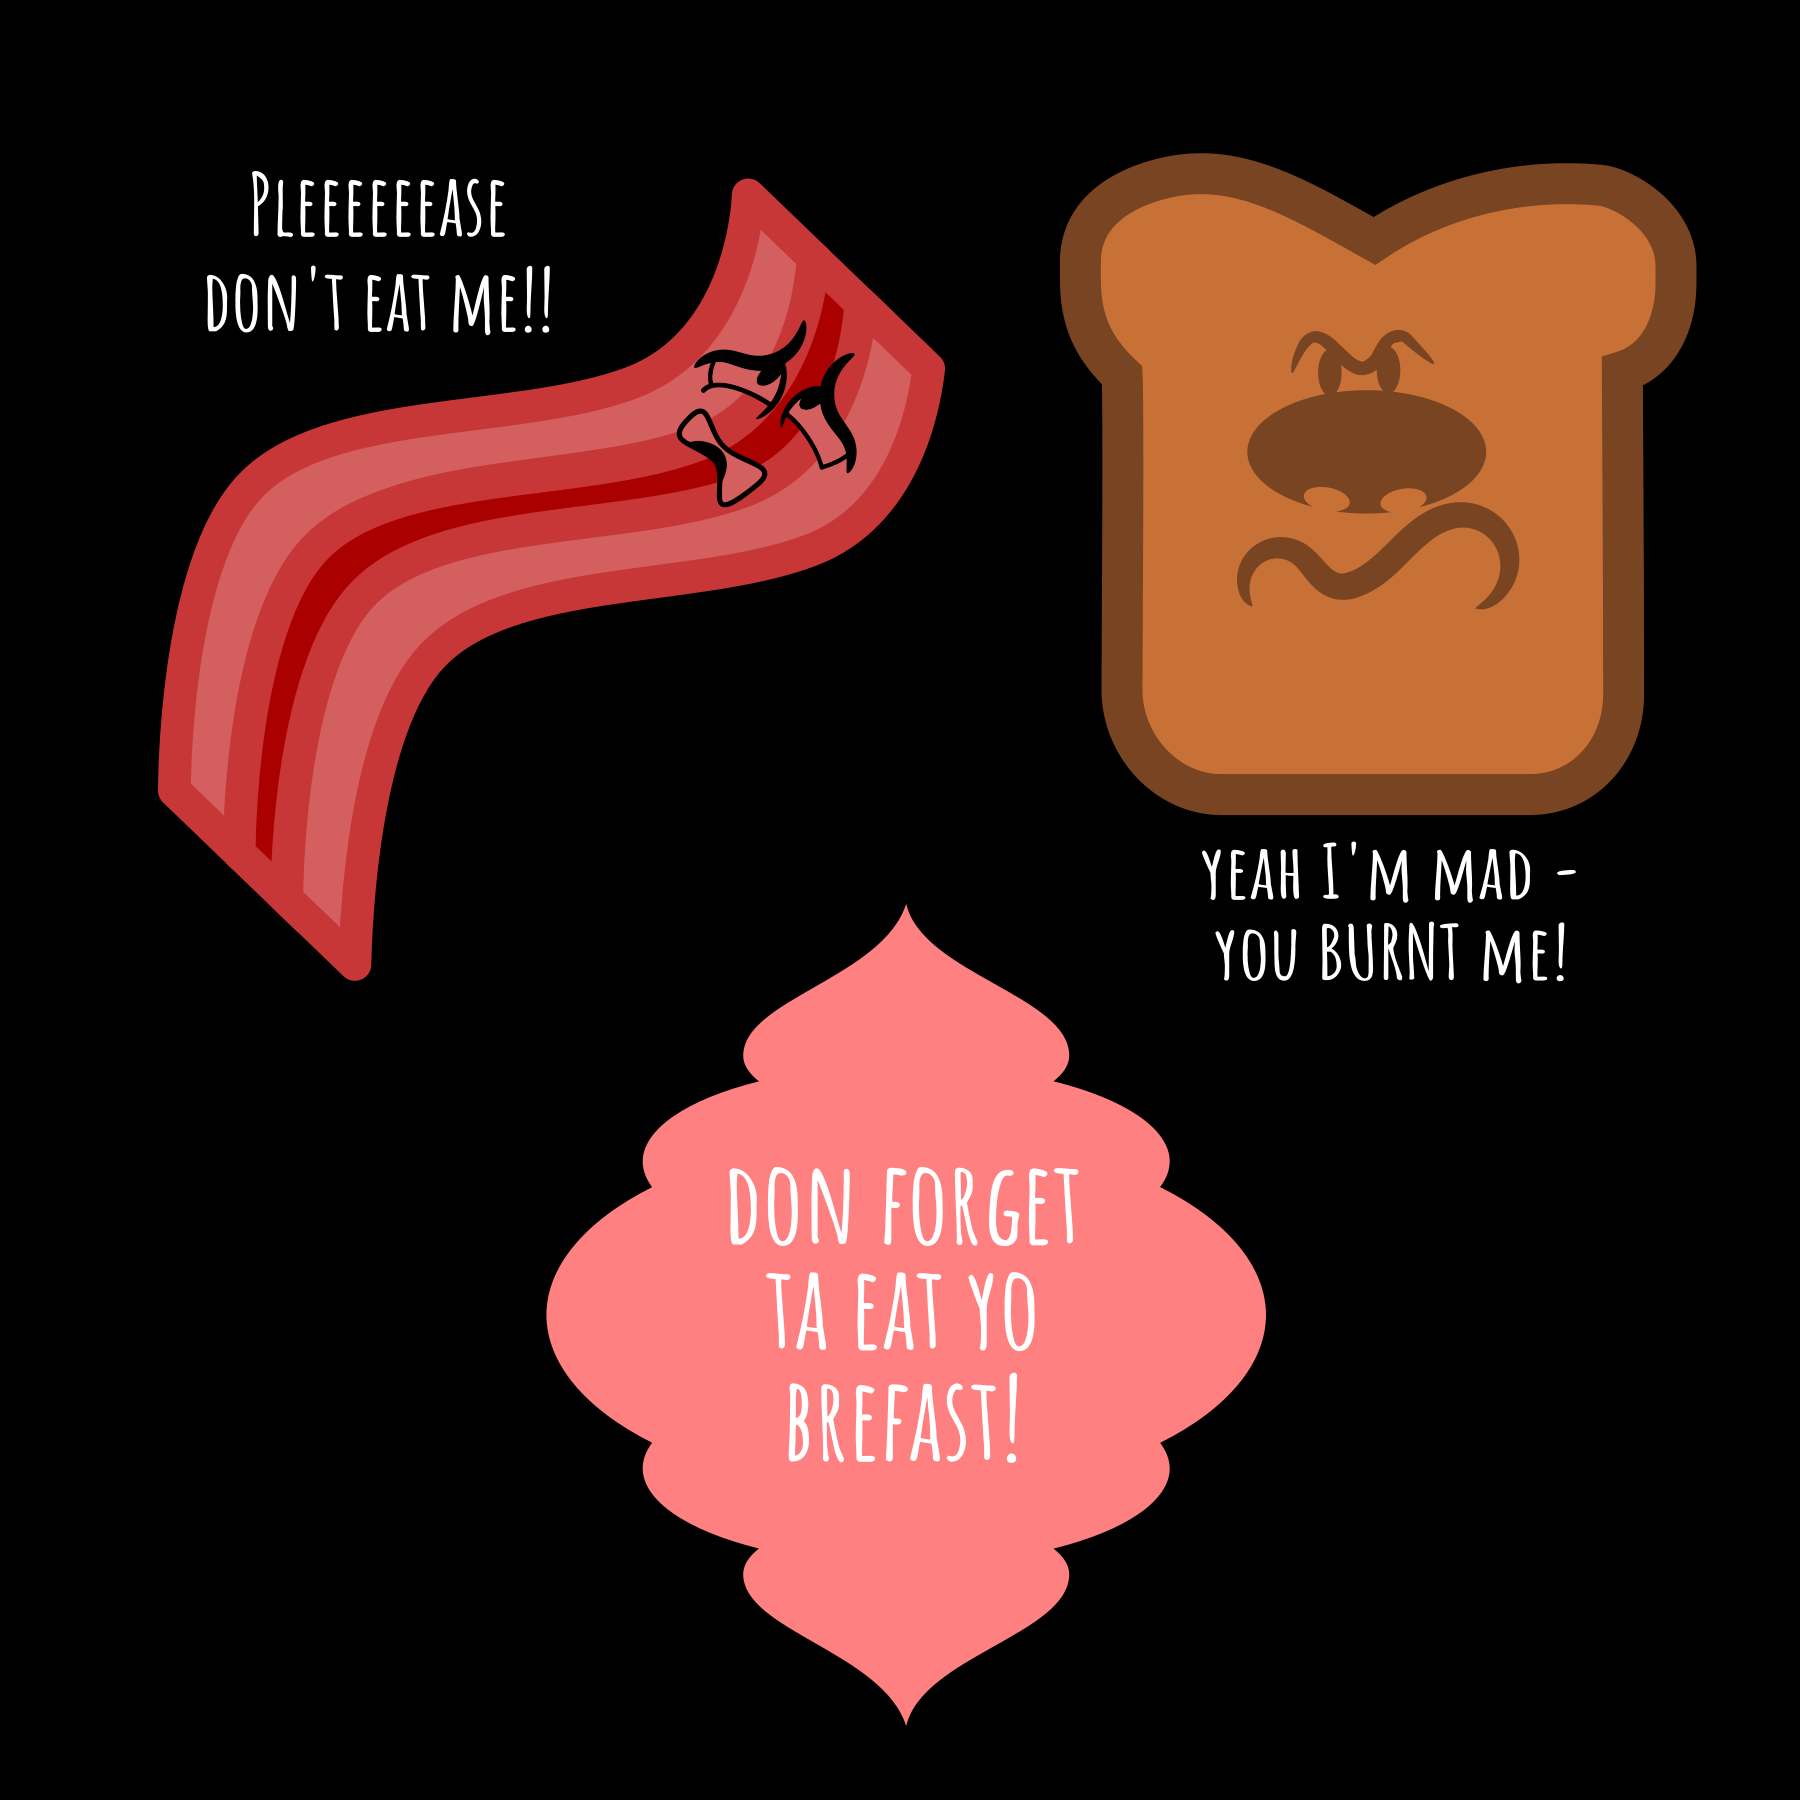 Pleeeeeease
don't eat me!!
yeah I'm mad -
you BURNT me!
DON FORGET
TA EAT YO
BREFAST!